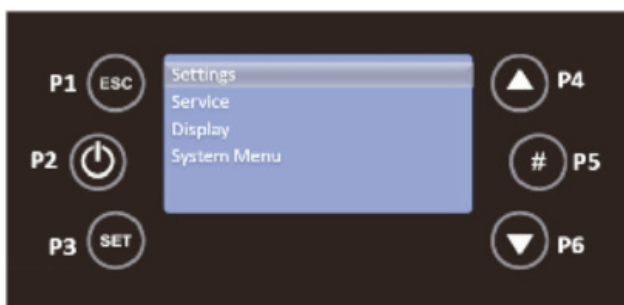 P1 ESC
Settings
Service
Display
System Menu
P4
P2
# P5
P3 SET
P6